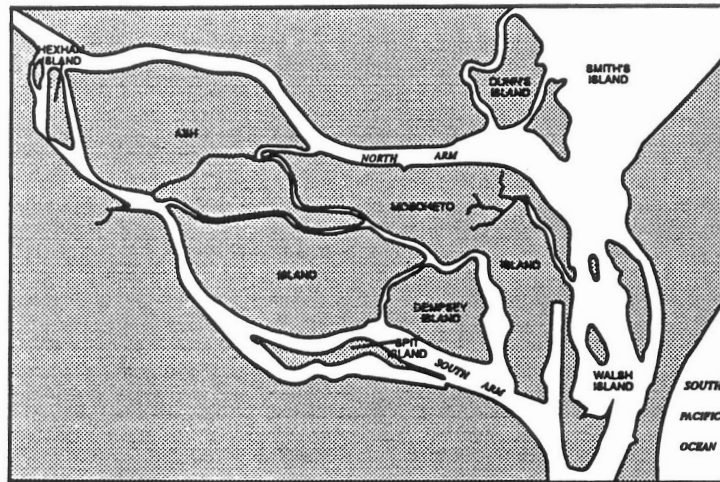 HEXHAM
ISLAND
DUNN'S
ISLAND
SMITH'S
ISLAND
ASH
NORTH ARM
MOSCHETO
ISLAND
ISLAND
DEMPSEY
ISLAND
SPIT
ISLAND
SOUTH ARM
WALSH
ISLAND
SOUTH
PACIFIC
OCEAN